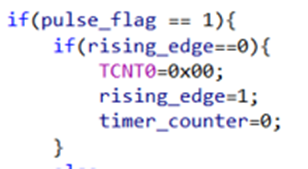 if(pulse_flag == 1){
if(rising_edge==0){
TCNT0=0x00;
rising_edge=1;
timer_counter=0;
}